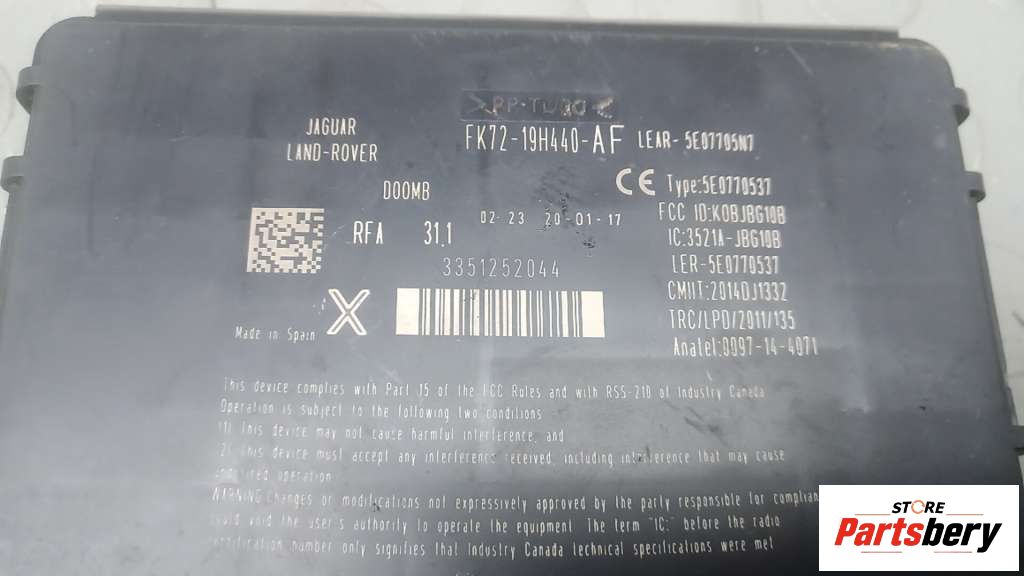 >PP-TD20<
JAGUAR
LAND-ROVER
FK72-19H440-AF LEAR-5E07705N7
DOOMB
CE Type:5E0770537
02-23 20-01-17
FCC ID:KOBJBG10B
RFA 31.1
IC:3521A-JBG10B
3351252044
LER-5E0770537
CMIIT:2014DJ1332
X
TRC/LPD/2011/135
Made in Spain
Anatel:0097-14-4071
This device complies with Part 15 of the FCC Rules and with RSS-210 of Industry Canada
Operation is subject to the following two conditions
(1) This device may not cause harmful interference, and
(2) This device must accept any interference received, including interference that may cause
operation
WARNING Changes or modifications not expressively approved by the party responsible for complian
could void the user's authority to operate the equipment. The term "IC:" before the radio
certification number only signifies that Industry Canada technical specifications were met
STORE
Partsbery